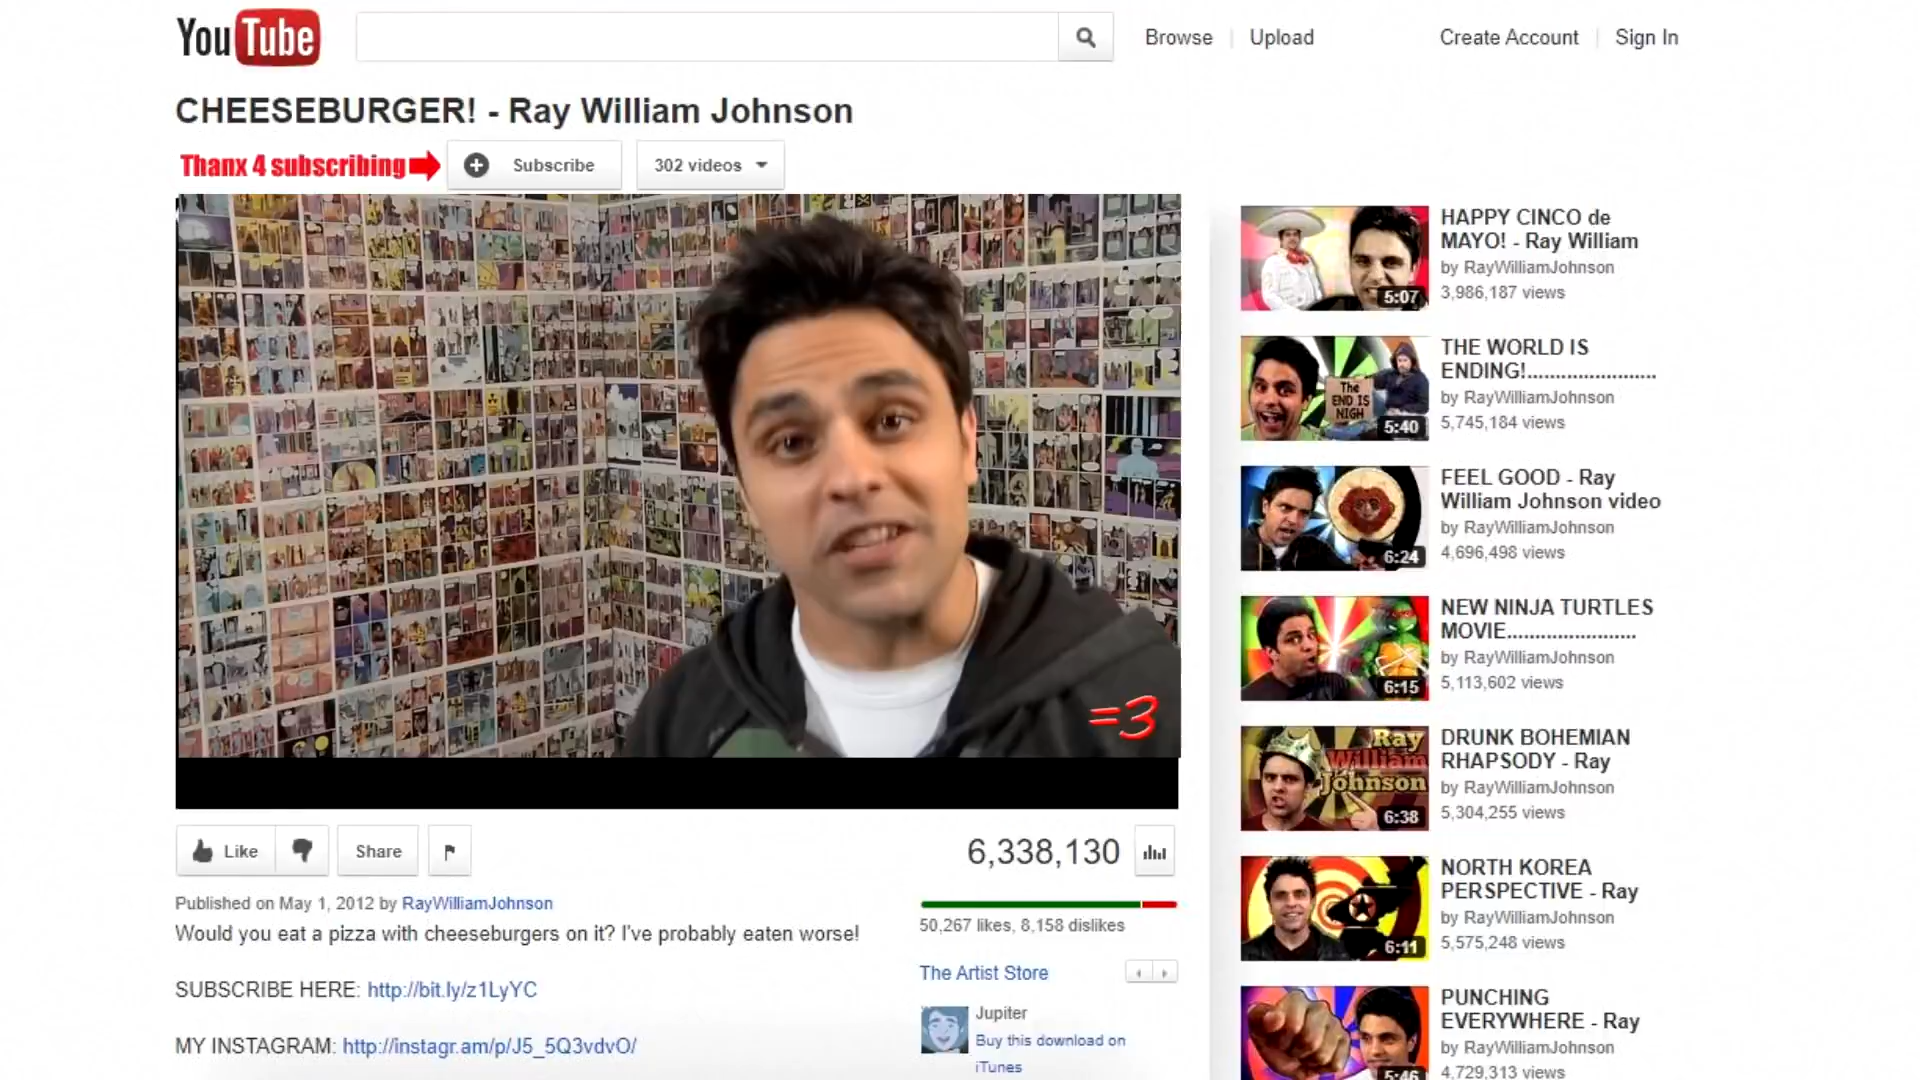 YouTube
Browse
Upload
Create Account
Sign In
CHEESEBURGER! - Ray William Johnson
Thanx 4 subscribing
Subscribe
302 videos
=3
Like
Share
6,338,130
Published on May 1, 2012 by RayWilliamJohnson
Would you eat a pizza with cheeseburgers on it? I've probably eaten worse!
SUBSCRIBE HERE: http://bit.ly/z1LyYC
MY INSTAGRAM: http://instagr.am/p/J5_5Q3vdvO/
50,267 likes, 8,158 dislikes
The Artist Store
Jupiter
Buy this download on
iTunes
5:07
HAPPY CINCO de
MAYO! - Ray William
by RayWilliamJohnson
3,986,187 views
The
END IS
NIGH
5:40
THE WORLD IS
ENDING!.......................
by RayWilliamJohnson
5,745,184 views
6:24
FEEL GOOD - Ray
William Johnson video
by RayWilliamJohnson
4,696,498 views
6:15
NEW NINJA TURTLES
MOVIE.......................
by RayWilliamJohnson
5,113,602 views
Ray
William
Johnson
6:38
DRUNK BOHEMIAN
RHAPSODY - Ray
by RayWilliamJohnson
5,304,255 views
6:11
NORTH KOREA
PERSPECTIVE - Ray
by RayWilliamJohnson
5,575,248 views
5:46
PUNCHING
EVERYWHERE - Ray
by RayWilliamJohnson
4,729,313 views